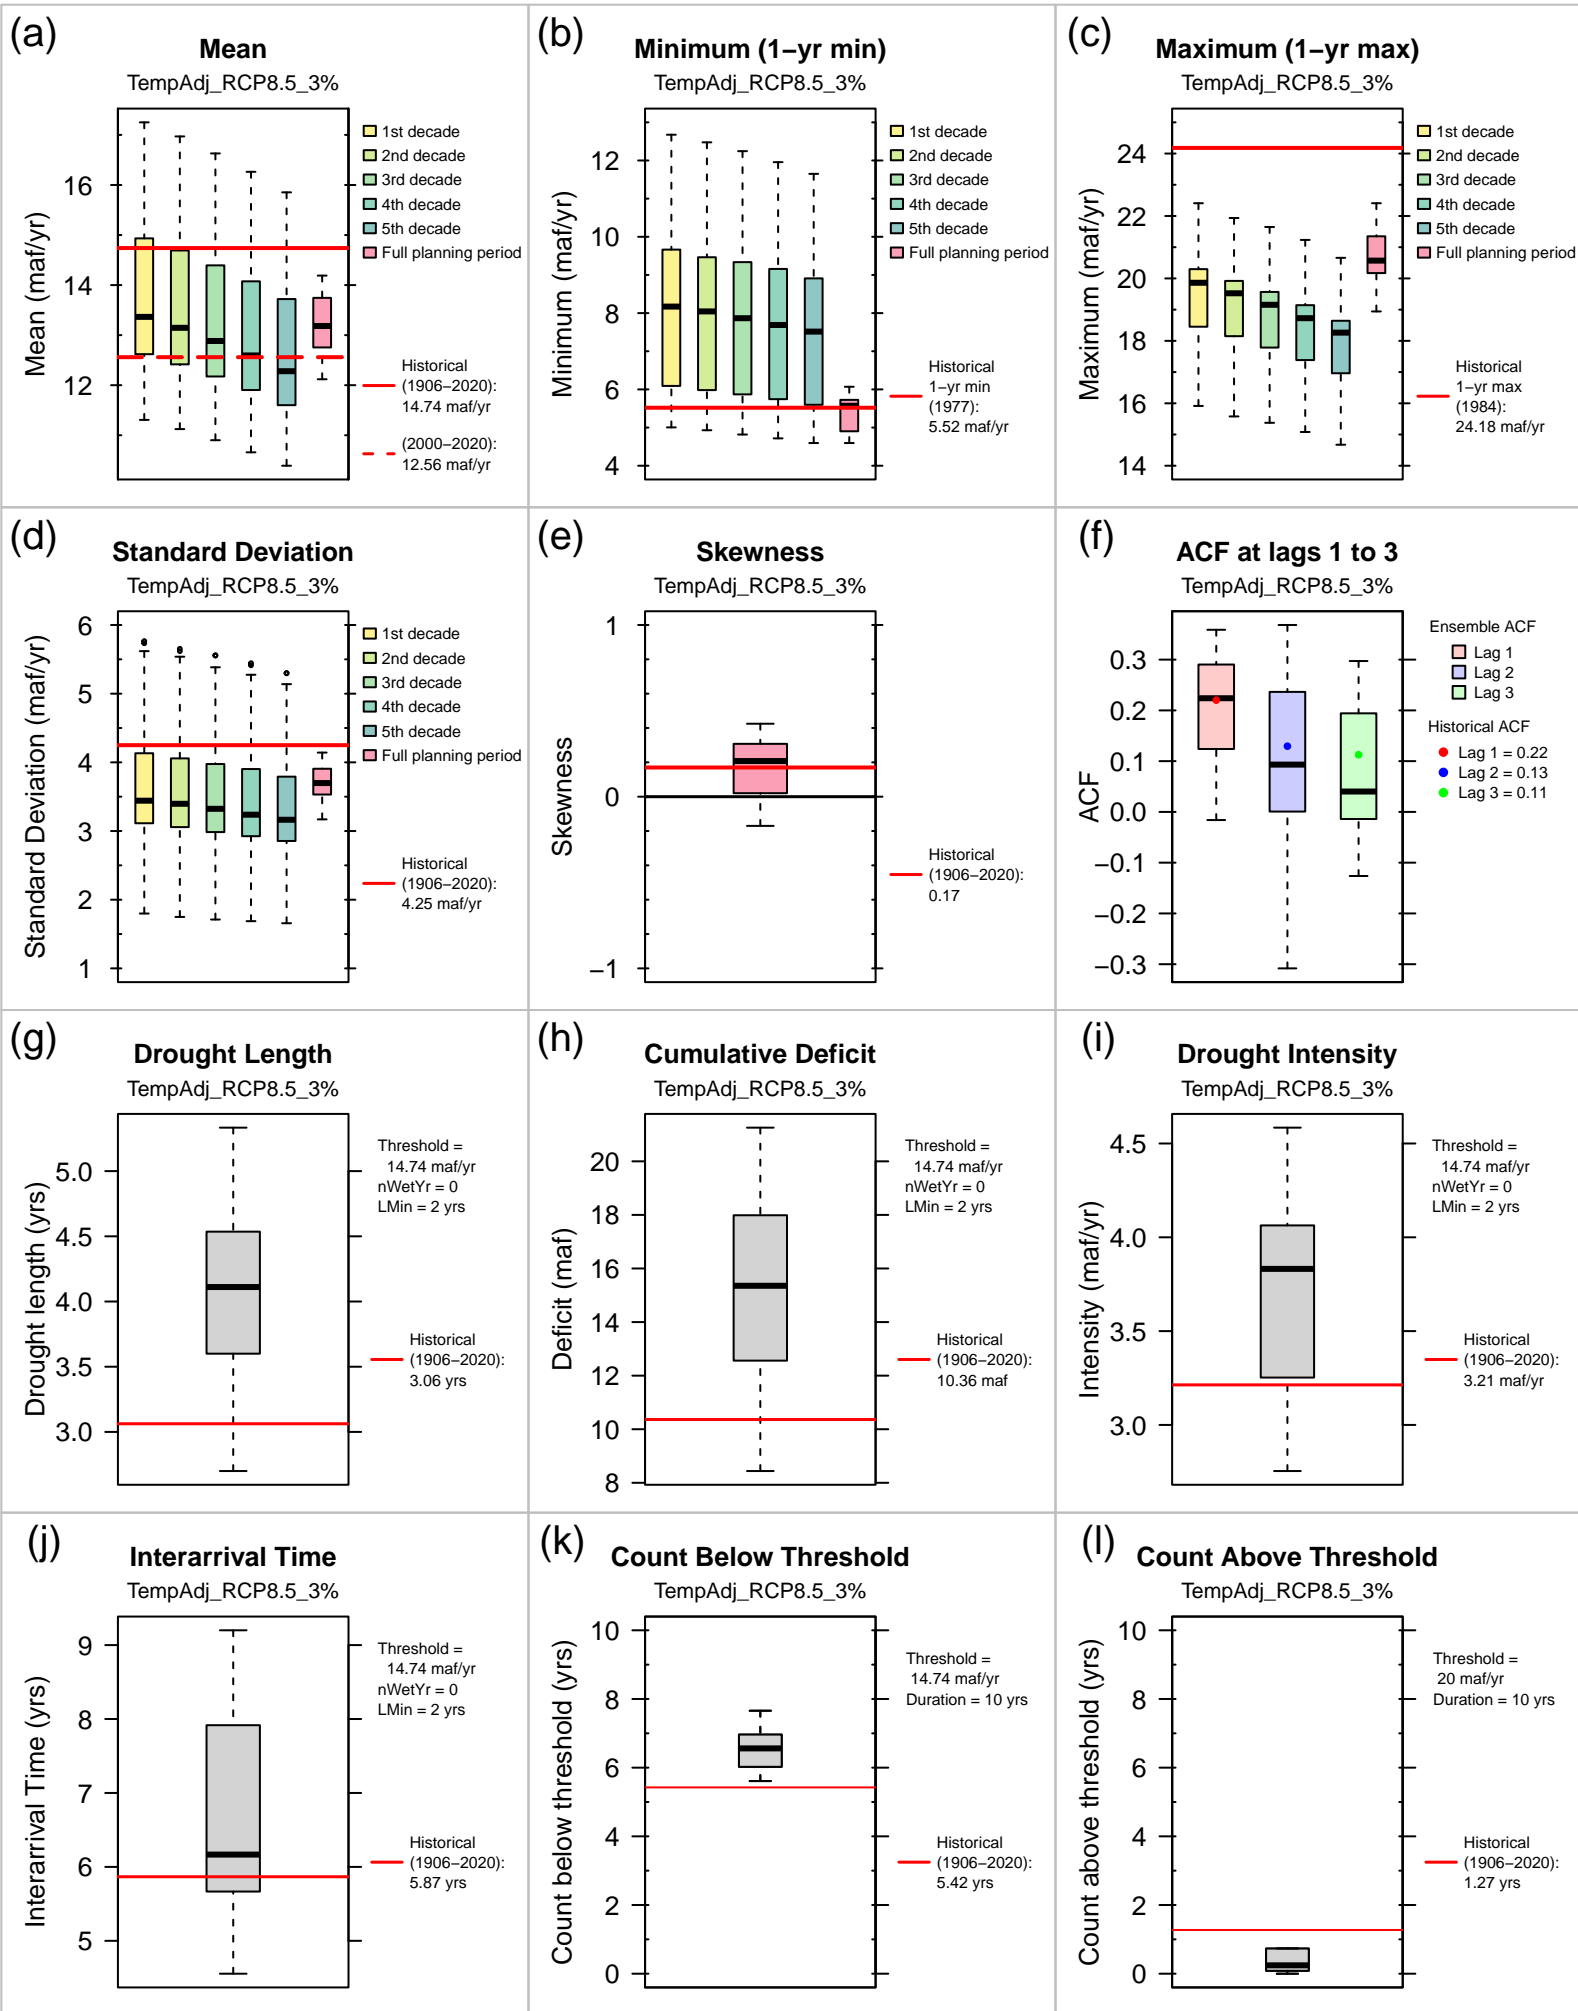 (a)
Mean
TempAdj_RCP8.5_3%
Mean (maf/yr)
16
14
12
1st decade
2nd decade
3rd decade
4th decade
5th decade
Full planning period
Historical
(1906−2020):
14.74 maf/yr
(2000−2020):
12.56 maf/yr
(b)
Minimum (1−yr min)
TempAdj_RCP8.5_3%
Minimum (maf/yr)
12
10
8
6
4
1st decade
2nd decade
3rd decade
4th decade
5th decade
Full planning period
Historical
1−yr min
(1977):
5.52 maf/yr
(c)
Maximum (1−yr max)
TempAdj_RCP8.5_3%
Maximum (maf/yr)
24
22
20
18
16
14
1st decade
2nd decade
3rd decade
4th decade
5th decade
Full planning period
Historical
1−yr max
(1984):
24.18 maf/yr
(d)
Standard Deviation
TempAdj_RCP8.5_3%
Standard Deviation (maf/yr)
6
5
4
3
2
1
1st decade
2nd decade
3rd decade
4th decade
5th decade
Full planning period
Historical
(1906−2020):
4.25 maf/yr
(e)
Skewness
TempAdj_RCP8.5_3%
Skewness
1
0
−1
Historical
(1906−2020):
0.17
(f)
ACF at lags 1 to 3
TempAdj_RCP8.5_3%
ACF
0.3
0.2
0.1
0.0
−0.1
−0.2
−0.3
Ensemble ACF
Lag 1
Lag 2
Lag 3
Historical ACF
Lag 1 = 0.22
Lag 2 = 0.13
Lag 3 = 0.11
(g)
Drought Length
TempAdj_RCP8.5_3%
Drought length (yrs)
5.0
4.5
4.0
3.5
3.0
Threshold =
14.74 maf/yr
nWetYr = 0
LMin = 2 yrs
Historical
(1906−2020):
3.06 yrs
(h)
Cumulative Deficit
TempAdj_RCP8.5_3%
Deficit (maf)
20
18
16
14
12
10
8
Threshold =
14.74 maf/yr
nWetYr = 0
LMin = 2 yrs
Historical
(1906−2020):
10.36 maf
(i)
Drought Intensity
TempAdj_RCP8.5_3%
Intensity (maf/yr)
4.5
4.0
3.5
3.0
Threshold =
14.74 maf/yr
nWetYr = 0
LMin = 2 yrs
Historical
(1906−2020):
3.21 maf/yr
(j)
Interarrival Time
TempAdj_RCP8.5_3%
Interarrival Time (yrs)
9
8
7
6
5
Threshold =
14.74 maf/yr
nWetYr = 0
LMin = 2 yrs
Historical
(1906−2020):
5.87 yrs
(k)
Count Below Threshold
TempAdj_RCP8.5_3%
Count below threshold (yrs)
10
8
6
4
2
0
Threshold =
14.74 maf/yr
Duration = 10 yrs
Historical
(1906−2020):
5.42 yrs
(l)
Count Above Threshold
TempAdj_RCP8.5_3%
Count above threshold (yrs)
10
8
6
4
2
0
Threshold =
20 maf/yr
Duration = 10 yrs
Historical
(1906−2020):
1.27 yrs